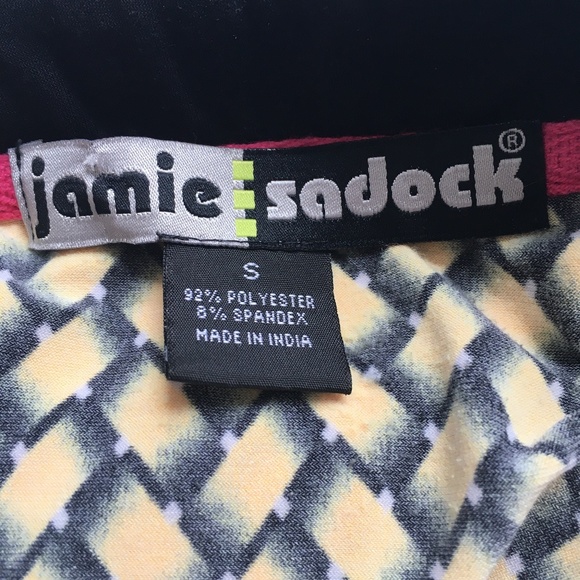 jamie sadock®
S
92% POLYESTER
8% SPANDEX
MADE IN INDIA